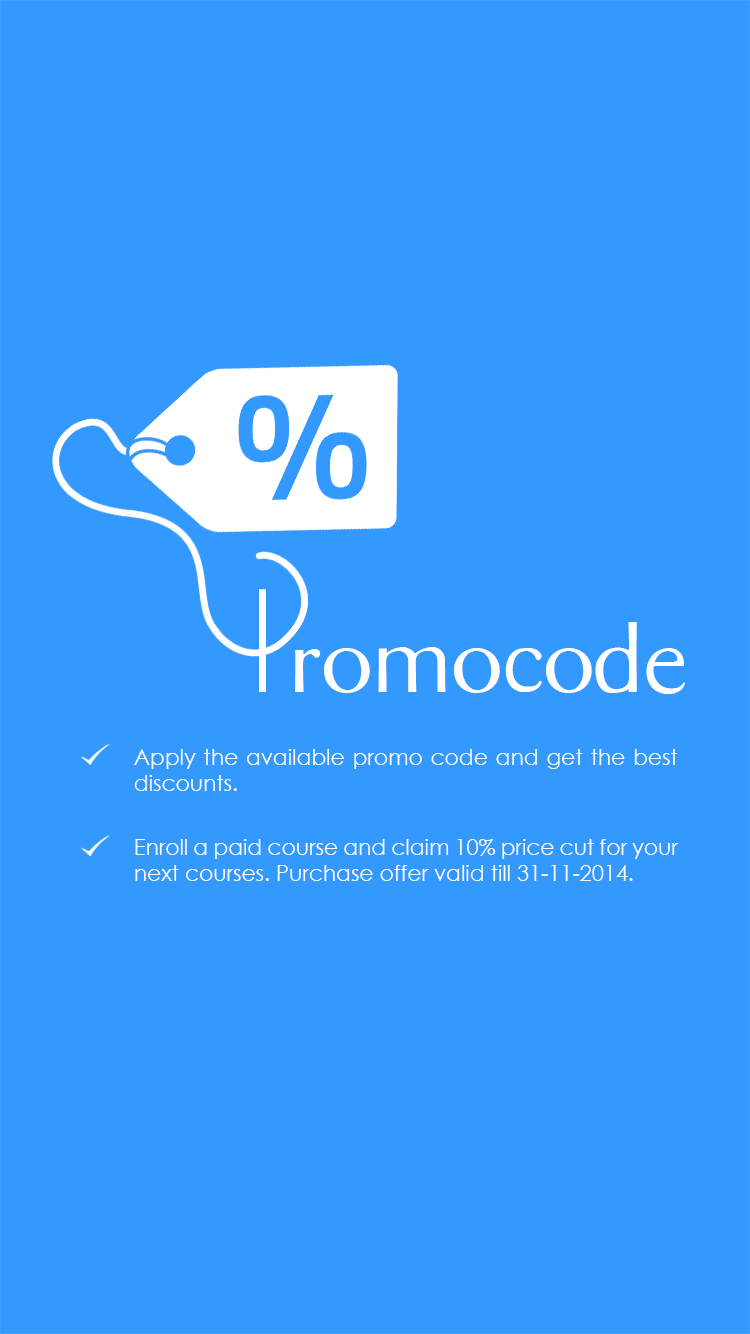 %
Promocode
Apply the available promo code and get the best
discounts.
Enroll a paid course and claim 10% price cut for your
next courses. Purchase offer valid till 31-11-2014.